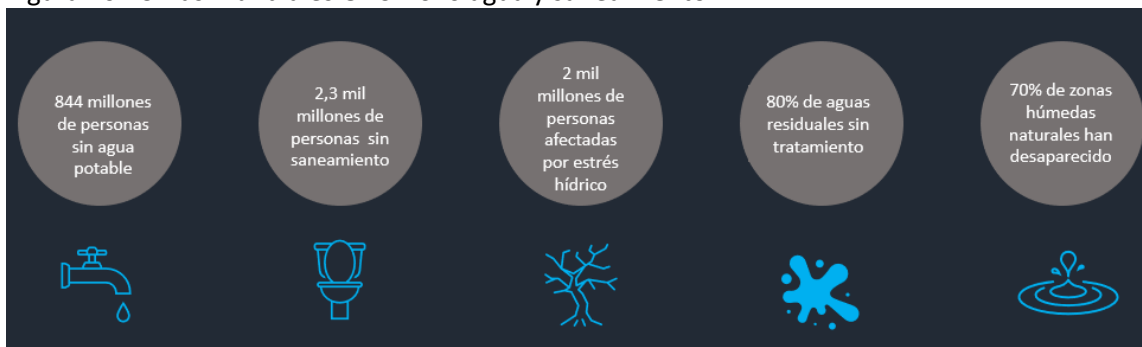 844 millones
de personas
sin agua
potable
2,3 mil
millones de
personas sin
saneamiento
2 mil
millones de
personas
afectadas
por estrés
hídrico
80% de aguas
residuales sin
tratamiento
70% de zonas
húmedas
naturales han
desaparecido